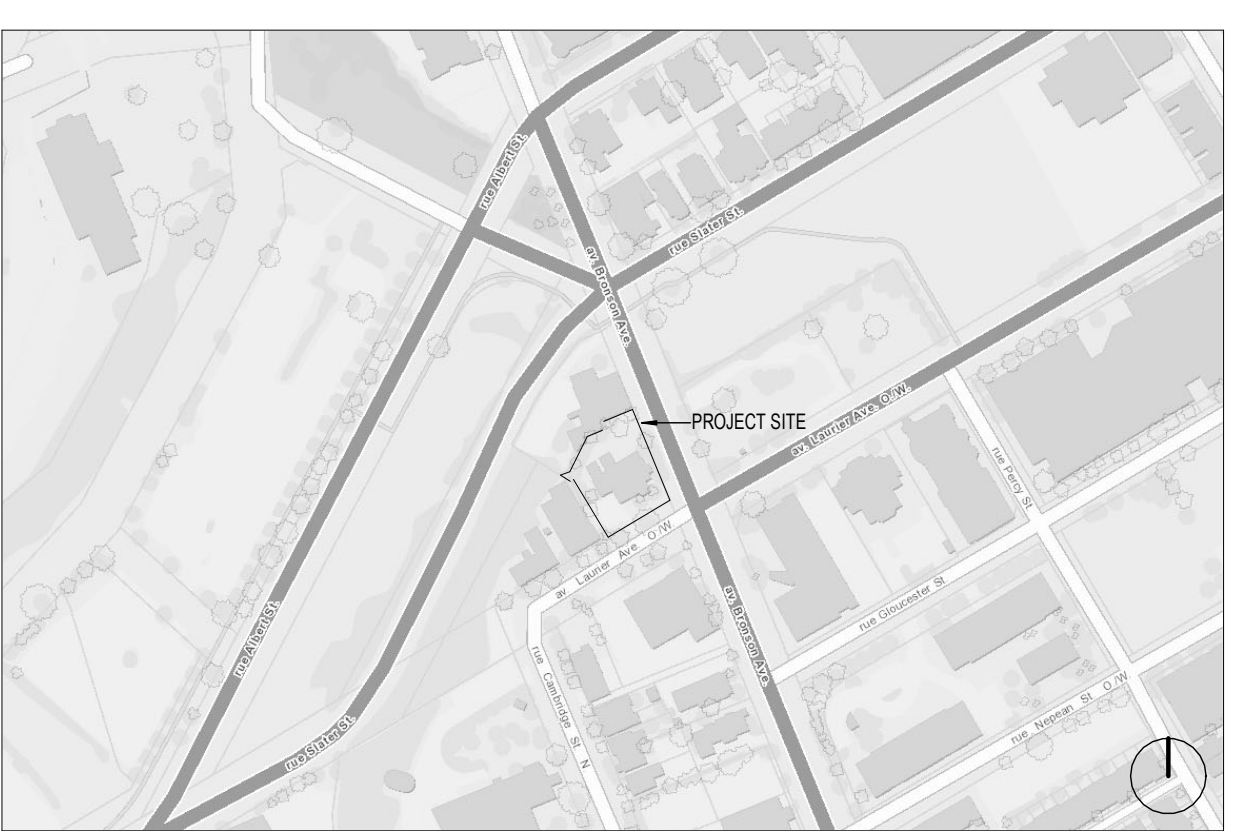 rue Albert St.
rue Slater St.
av. Bronson Ave.
PROJECT SITE
av. Laurier Ave. O./W.
rue Percy St.
av Laurier Ave O/W
rue Gloucester St
av. Bronson Ave.
rue Albert St.
rue Cambridge St N
rue Nepean St O/W
rue Slater St.